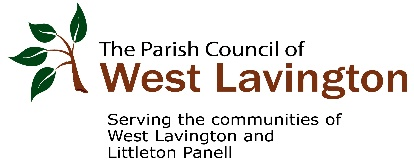 The Parish Council of
West Lavington
Serving the communities of
West Lavington and
Littleton Panell